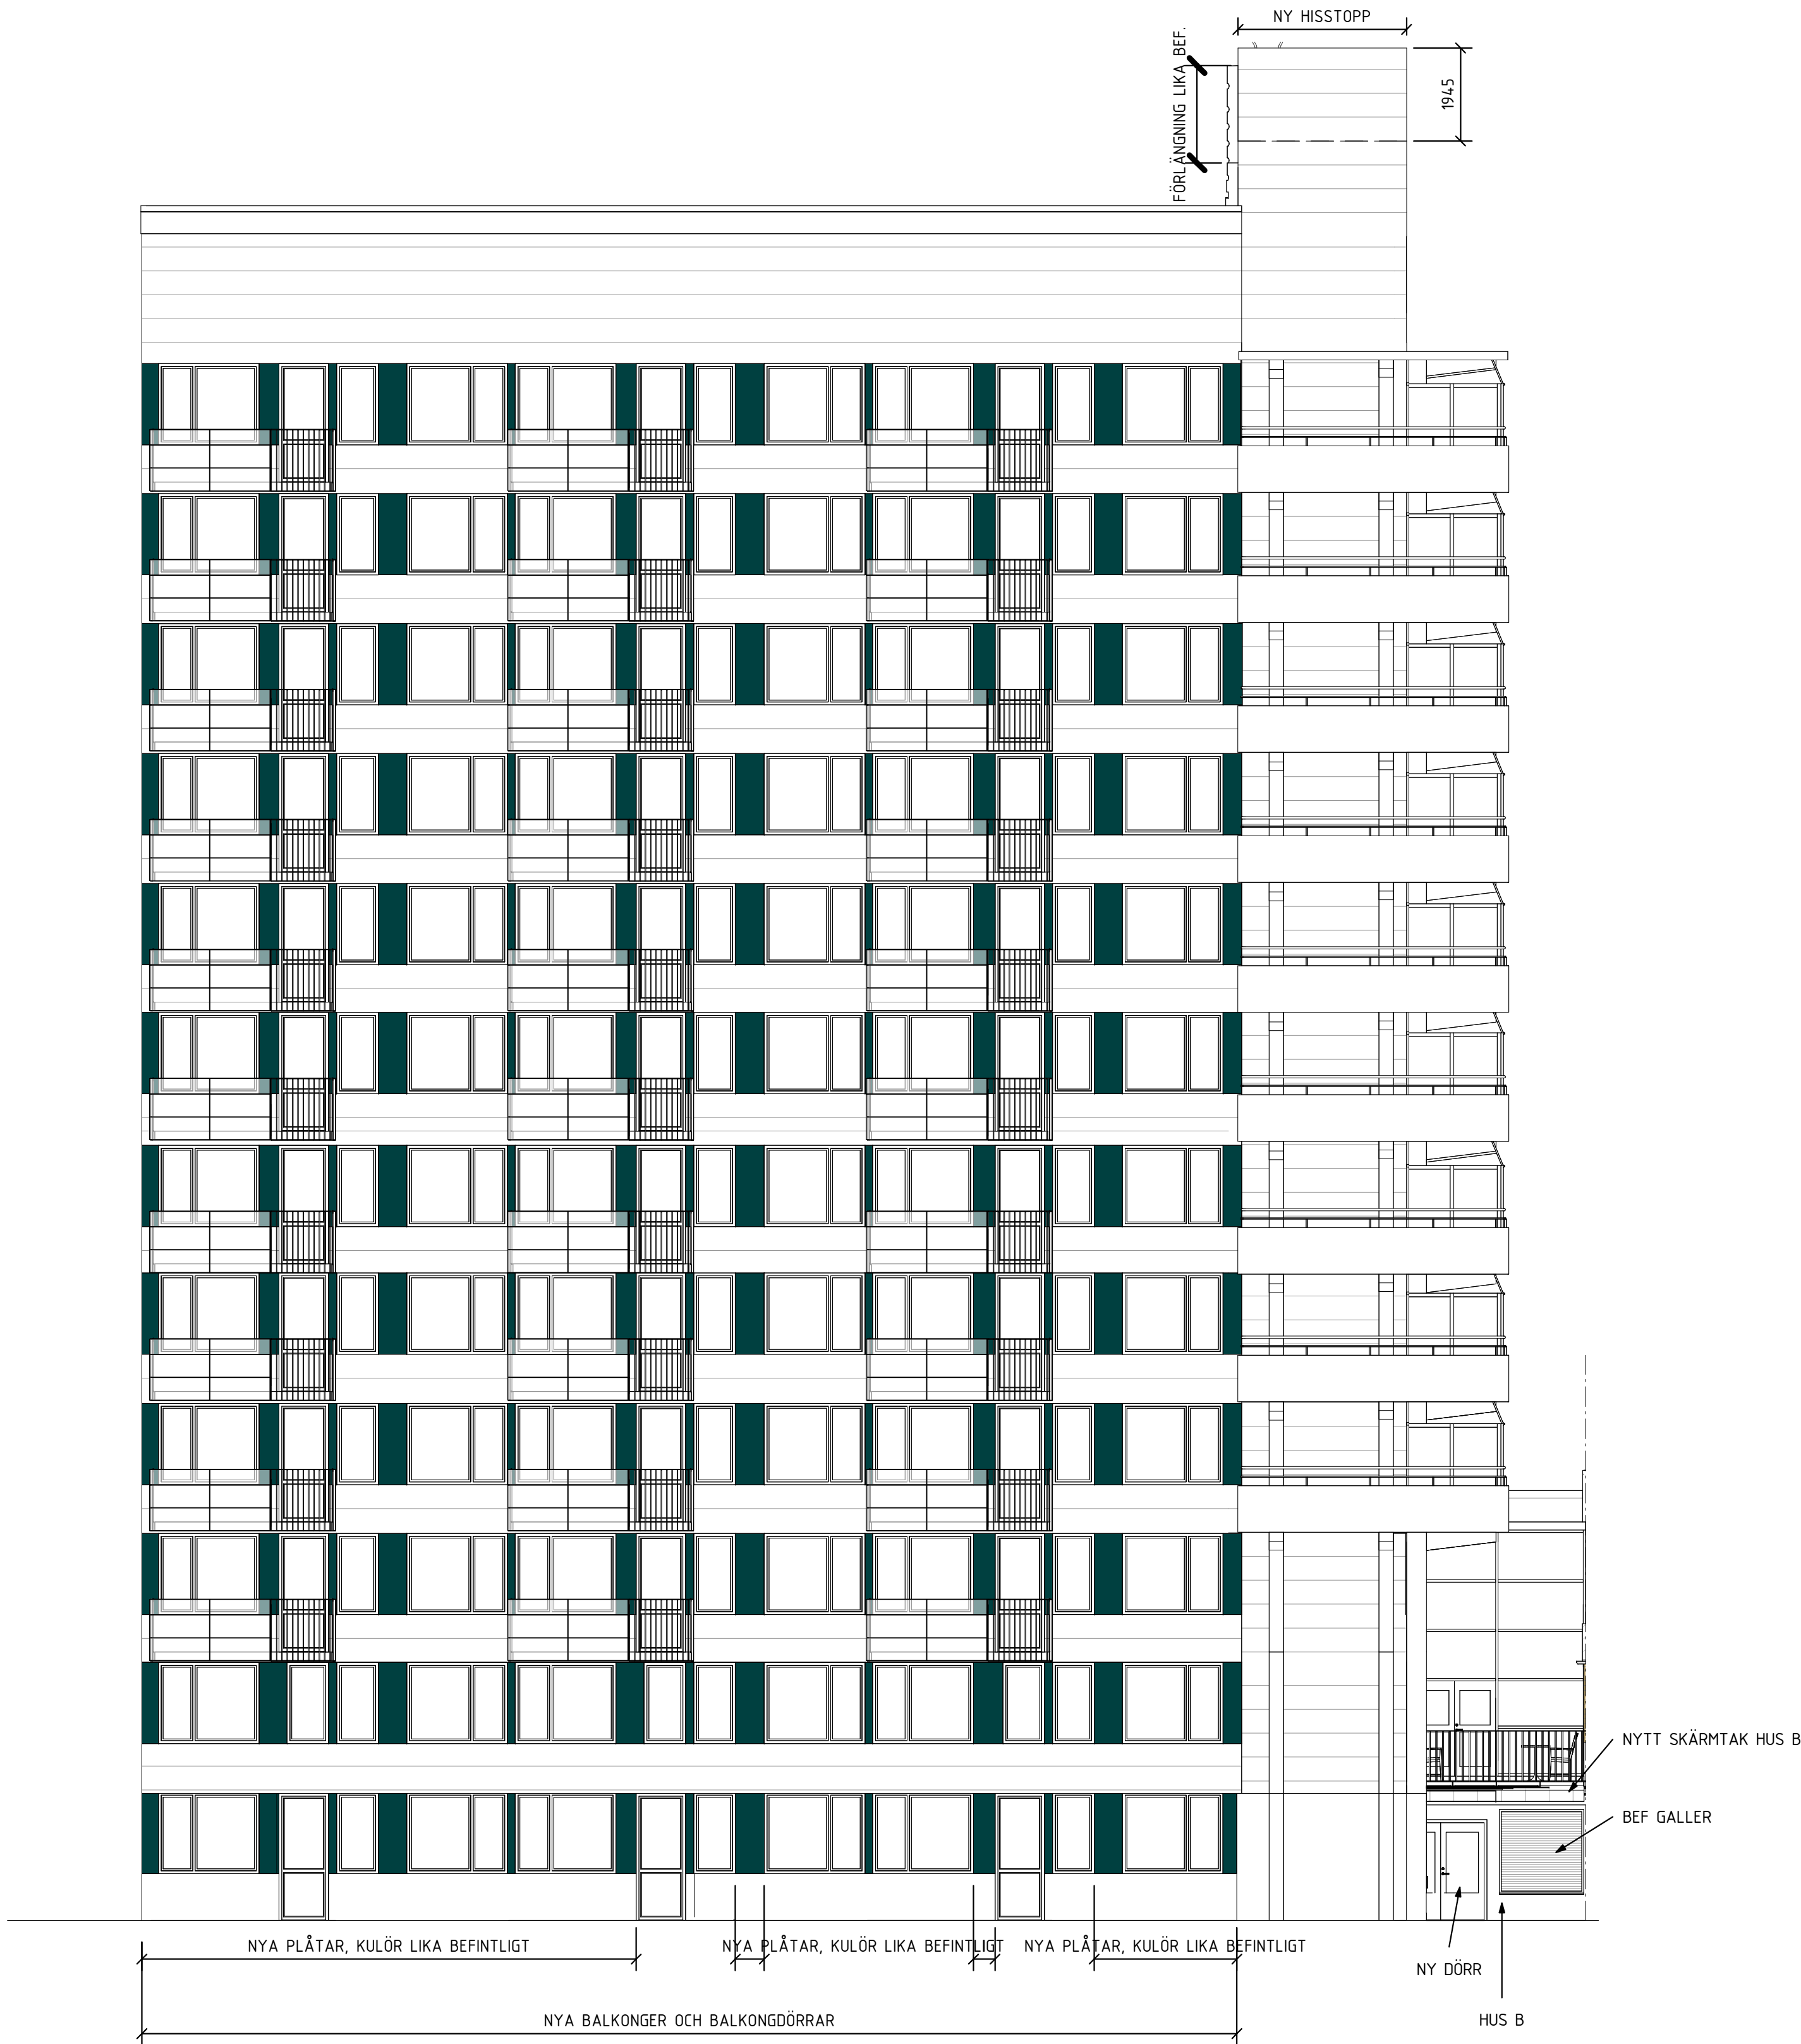 NY HISSTOPP
FÖRLÄNGNING LIKA BEF.
1945
NYTT SKÄRMTAK HUS B
BEF GALLER
NYA PLÅTAR, KULÖR LIKA BEFINTLIGT
NYA PLÅTAR, KULÖR LIKA BEFINTLIGT
NYA PLÅTAR, KULÖR LIKA BEFINTLIGT
NY DÖRR
NYA BALKONGER OCH BALKONGDÖRRAR
HUS B